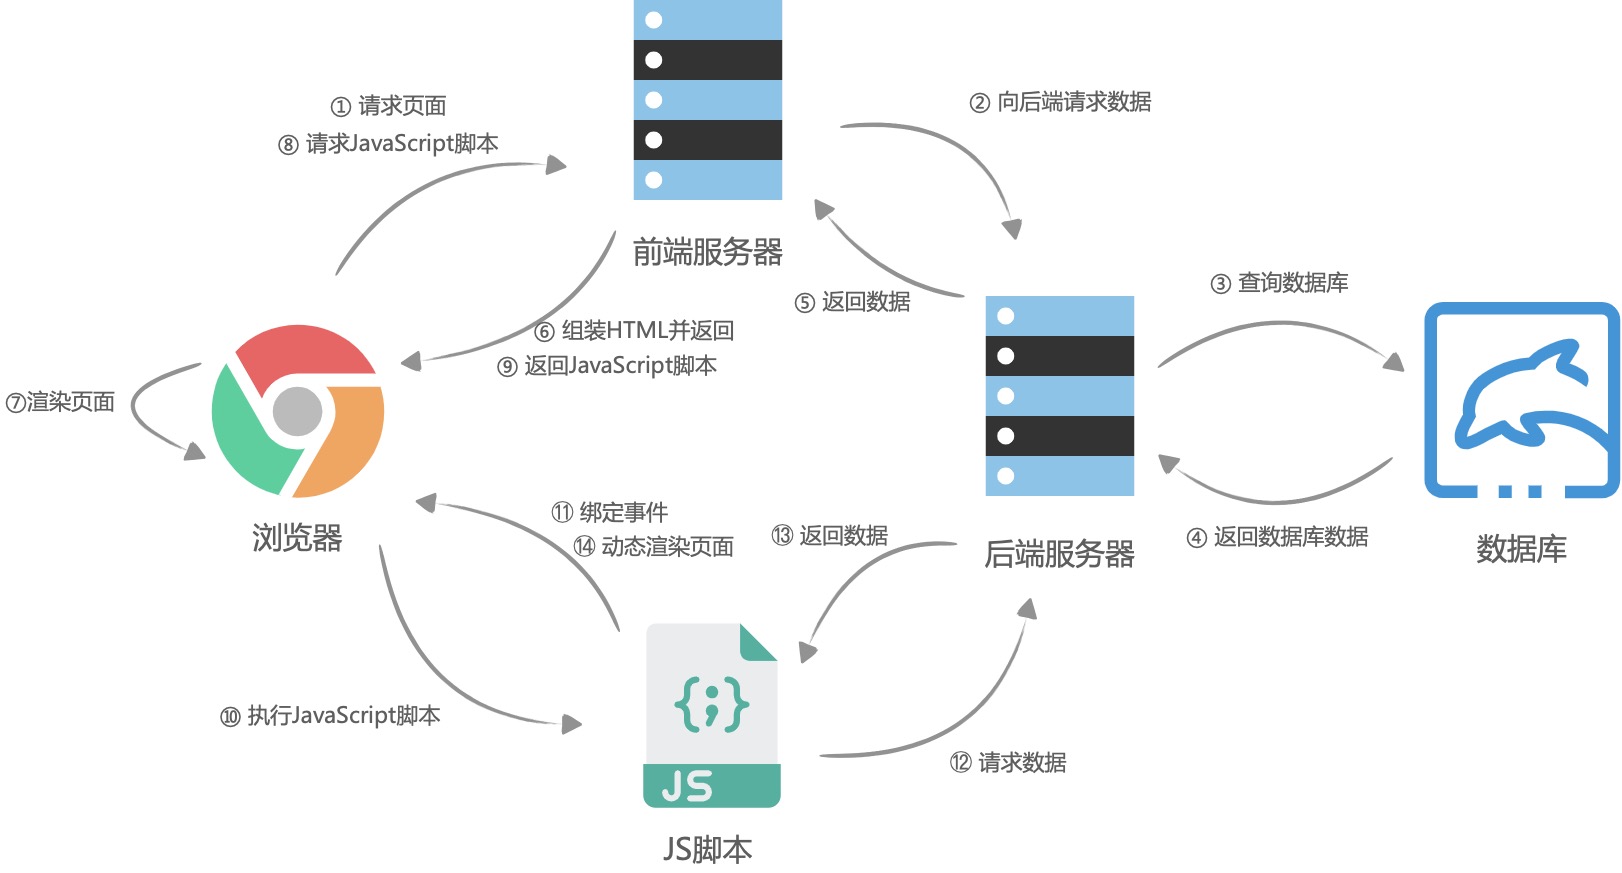 ① 请求页面
⑧ 请求JavaScript脚本
② 向后端请求数据
前端服务器
⑤ 返回数据
③ 查询数据库
⑥ 组装HTML并返回
⑨ 返回JavaScript脚本
⑦渲染页面
浏览器
⑪ 绑定事件
⑭ 动态渲染页面
⑬ 返回数据
后端服务器
④ 返回数据库数据
数据库
⑩ 执行JavaScript脚本
⑫ 请求数据
{;}
JS
JS脚本